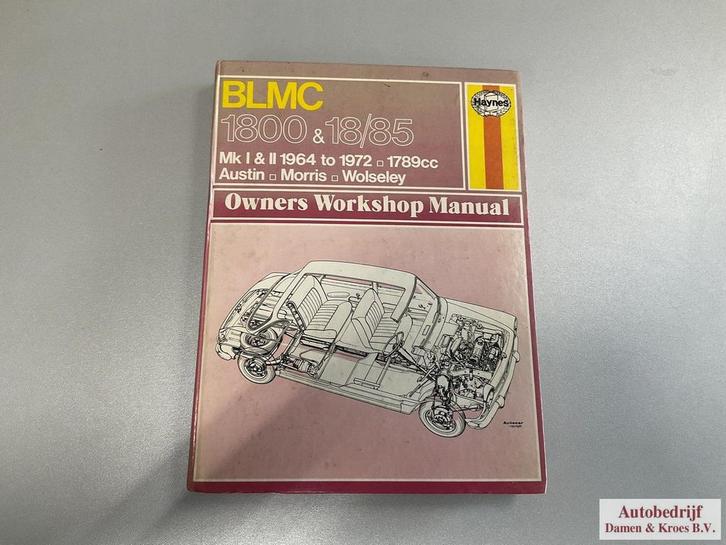 BLMC
1800 & 18/85
Mk I & II 1964 to 1972 ▫ 1789cc
Austin ▫ Morris ▫ Wolseley
Haynes
Owners Workshop Manual
Autobedrijf
Damen & Kroes B.V.